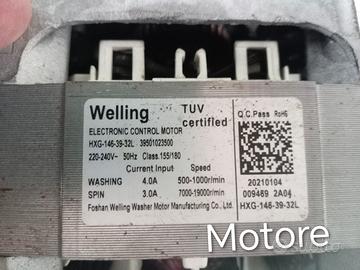 Welling
TUV
certified
ELECTRONIC CONTROL MOTOR
HXG-146-39-32L 39501023500
220-240V~ 50Hz Class.155/180
Current Input Speed
WASHING 4.0A 500-1000r/min
SPIN 3.0A 7000-19000r/min
Foshan Welling Washer Motor Manufacturing Co., Ltd.
Q.C.Pass RoHS
20210104
009469 2A04
HXG-146-39-32L
Motore